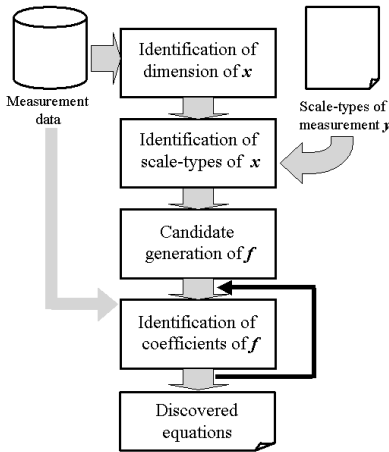 Measurement
data
Identification of
dimension of x
Scale-types of
measurement y
Identification of
scale-types of x
Candidate
generation of f
Identification of
coefficients of f
Discovered
equations